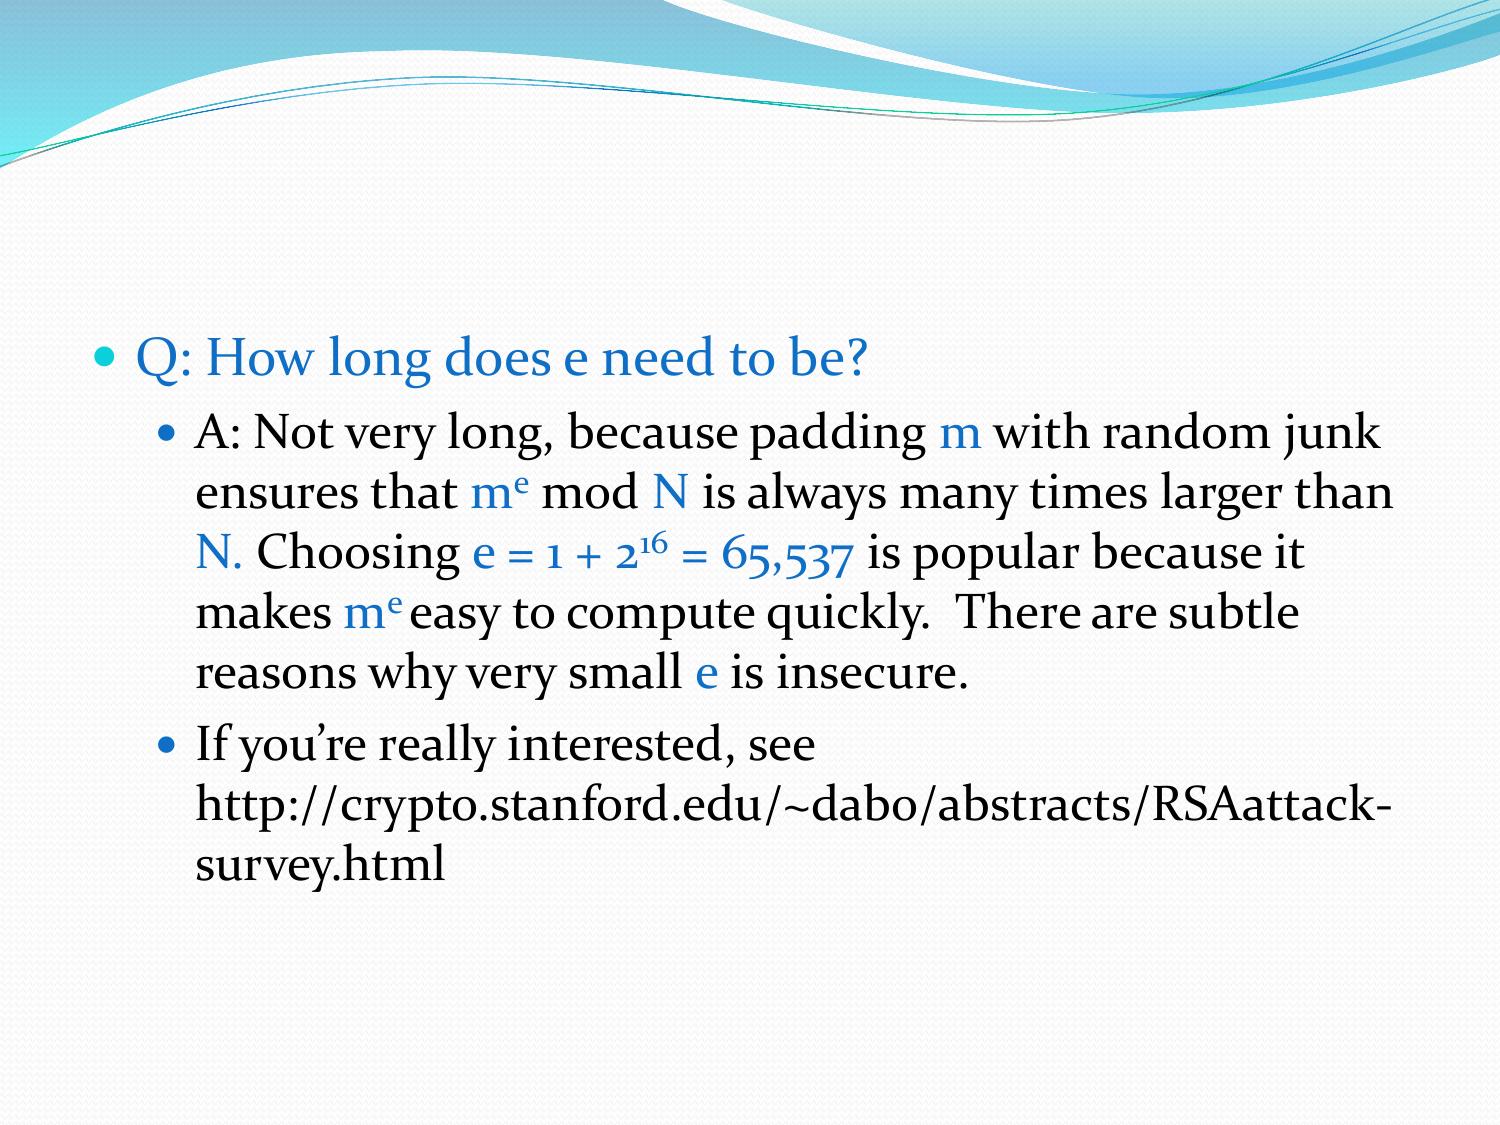 Q: How long does e need to be?
A: Not very long, because padding m with random junk
ensures that mᵉ mod N is always many times larger than
N. Choosing e = 1 + 2¹⁶ = 65,537 is popular because it
makes mᵉ easy to compute quickly.  There are subtle
reasons why very small e is insecure.
If you’re really interested, see
http://crypto.stanford.edu/~dabo/abstracts/RSAattack-
survey.html